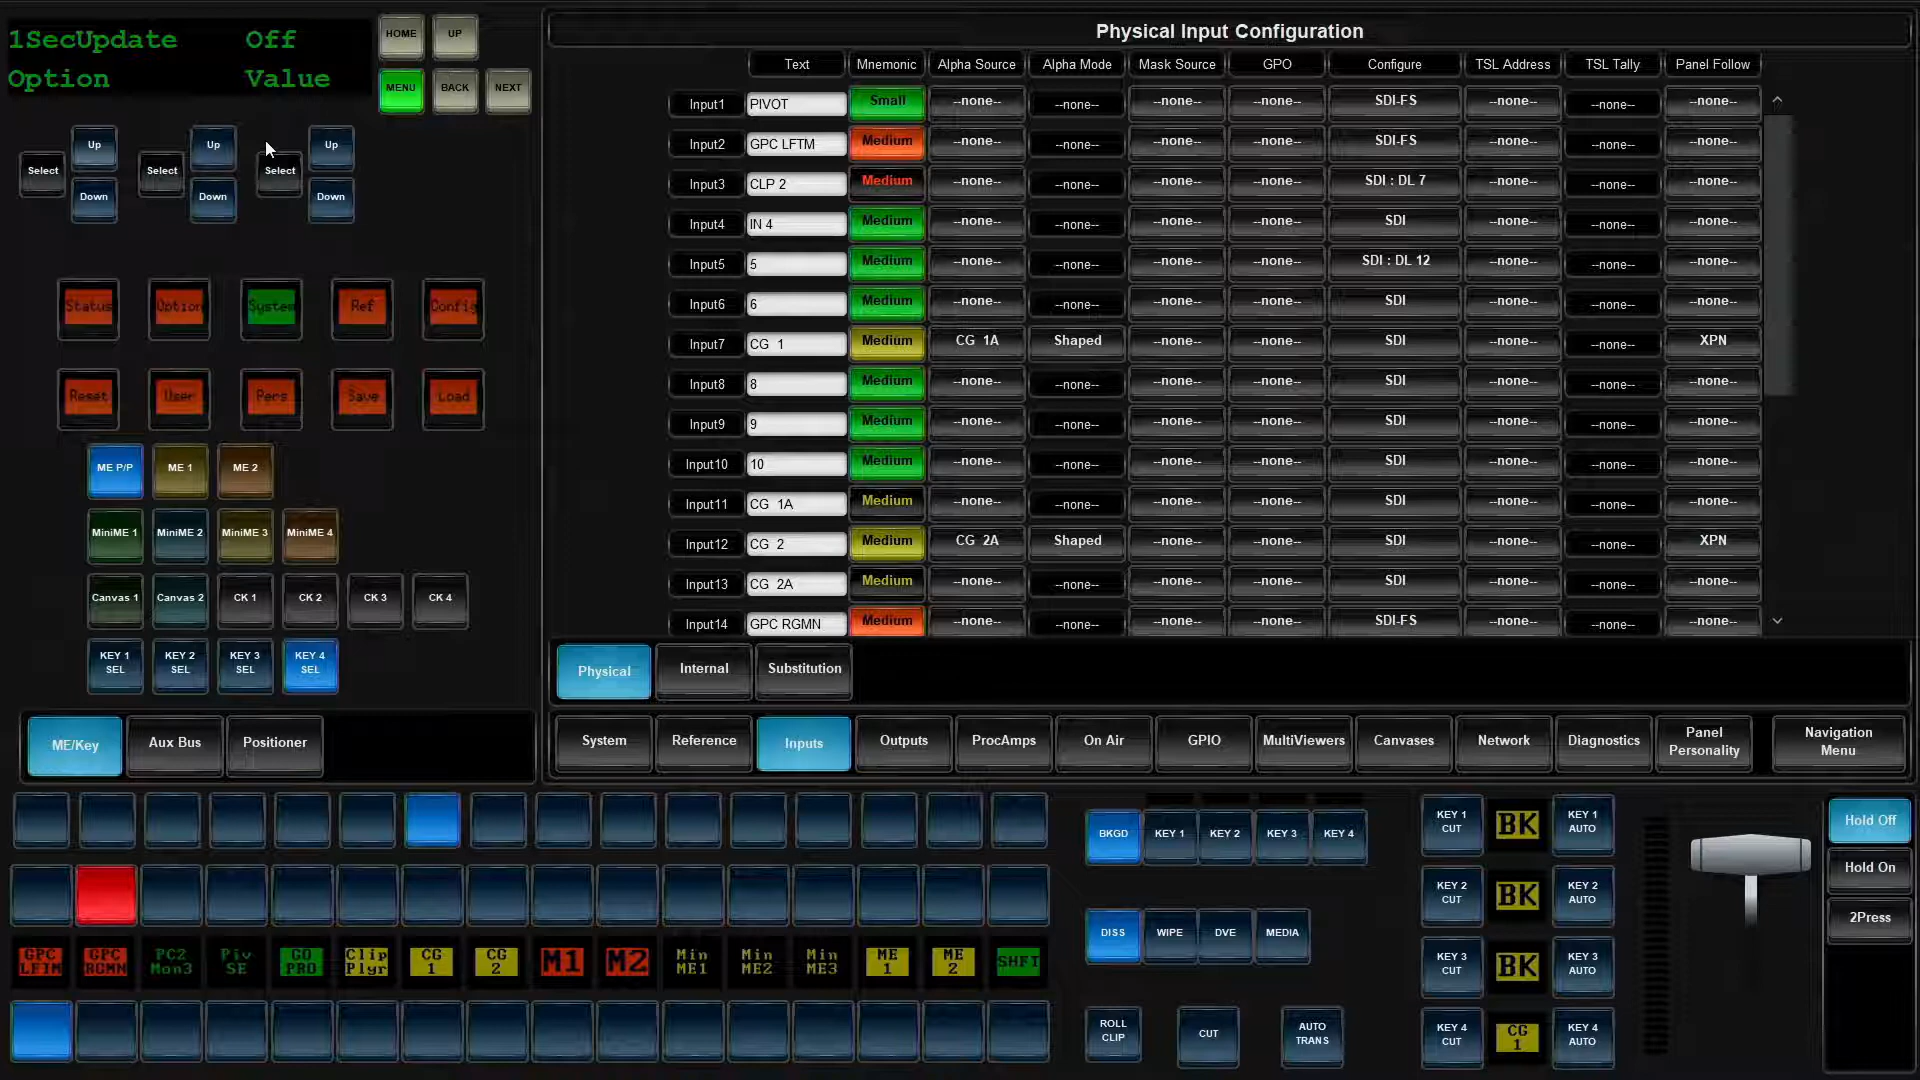 1SecUpdate Off
Option Value
HOME UP
MENU BACK NEXT
Select Up Down Select Up Down Select Up Down
Status Option System Ref Config
Reset User Pers Save Load
ME P/P ME 1 ME 2
MiniME 1 MiniME 2 MiniME 3 MiniME 4
Canvas 1 Canvas 2 CK 1 CK 2 CK 3 CK 4
KEY 1 SEL KEY 2 SEL KEY 3 SEL KEY 4 SEL
ME/Key Aux Bus Positioner
Physical Input Configuration
Text Mnemonic Alpha Source Alpha Mode Mask Source GPO Configure TSL Address TSL Tally Panel Follow
Input1 PIVOT Small --none-- --none-- --none-- --none-- SDI-FS --none-- --none-- --none--
Input2 GPC LFTM Medium --none-- --none-- --none-- --none-- SDI-FS --none-- --none-- --none--
Input3 CLP 2 Medium --none-- --none-- --none-- --none-- SDI : DL 7 --none-- --none-- --none--
Input4 IN 4 Medium --none-- --none-- --none-- --none-- SDI --none-- --none-- --none--
Input5 5 Medium --none-- --none-- --none-- --none-- SDI : DL 12 --none-- --none-- --none--
Input6 6 Medium --none-- --none-- --none-- --none-- SDI --none-- --none-- --none--
Input7 CG 1 Medium CG 1A Shaped --none-- --none-- SDI --none-- --none-- XPN
Input8 8 Medium --none-- --none-- --none-- --none-- SDI --none-- --none-- --none--
Input9 9 Medium --none-- --none-- --none-- --none-- SDI --none-- --none-- --none--
Input10 10 Medium --none-- --none-- --none-- --none-- SDI --none-- --none-- --none--
Input11 CG 1A Medium --none-- --none-- --none-- --none-- SDI --none-- --none-- --none--
Input12 CG 2 Medium CG 2A Shaped --none-- --none-- SDI --none-- --none-- XPN
Input13 CG 2A Medium --none-- --none-- --none-- --none-- SDI --none-- --none-- --none--
Input14 GPC RGMN Medium --none-- --none-- --none-- --none-- SDI-FS --none-- --none-- --none--
Physical Internal Substitution
System Reference Inputs Outputs ProcAmps On Air GPIO MultiViewers Canvases Network Diagnostics Panel Personality Navigation Menu
GPC LFTM GPC RGMN PC2 Mon3 Piv SE GO PRO Clip Plyr CG 1 CG 2 M1 M2 Min ME1 Min ME2 Min ME3 ME 1 ME 2 SHFT
BKGD KEY 1 KEY 2 KEY 3 KEY 4
DISS WIPE DVE MEDIA
ROLL CLIP CUT AUTO TRANS
KEY 1 CUT BK KEY 1 AUTO
KEY 2 CUT BK KEY 2 AUTO
KEY 3 CUT BK KEY 3 AUTO
KEY 4 CUT CG 1 KEY 4 AUTO
Hold Off
Hold On
2Press